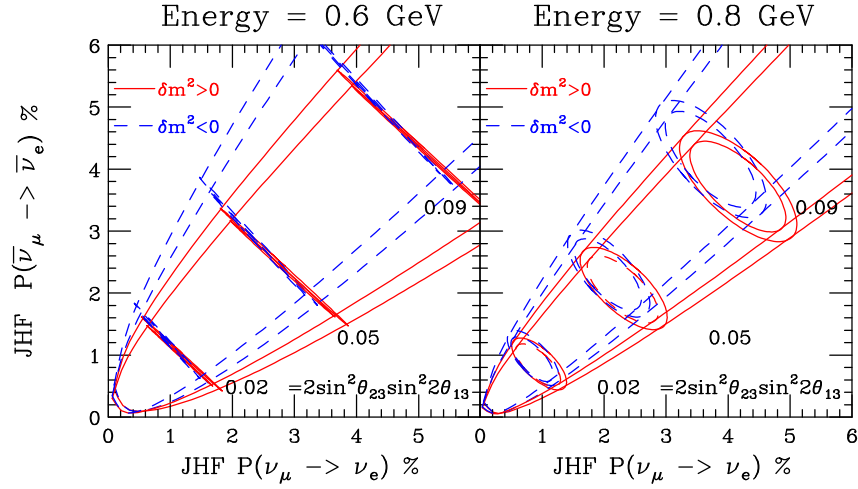 Energy = 0.6 GeV
Energy = 0.8 GeV
JHF P(ν̅μ -> ν̅e) %
6
5
4
3
2
1
0
δm²>0
δm²<0
0.09
0.05
0.02 =2sin²θ23sin²2θ13
0 1 2 3 4 5
JHF P(νμ -> νe) %
δm²>0
δm²<0
0.09
0.05
0.02 =2sin²θ23sin²2θ13
0 1 2 3 4 5 6
JHF P(νμ -> νe) %